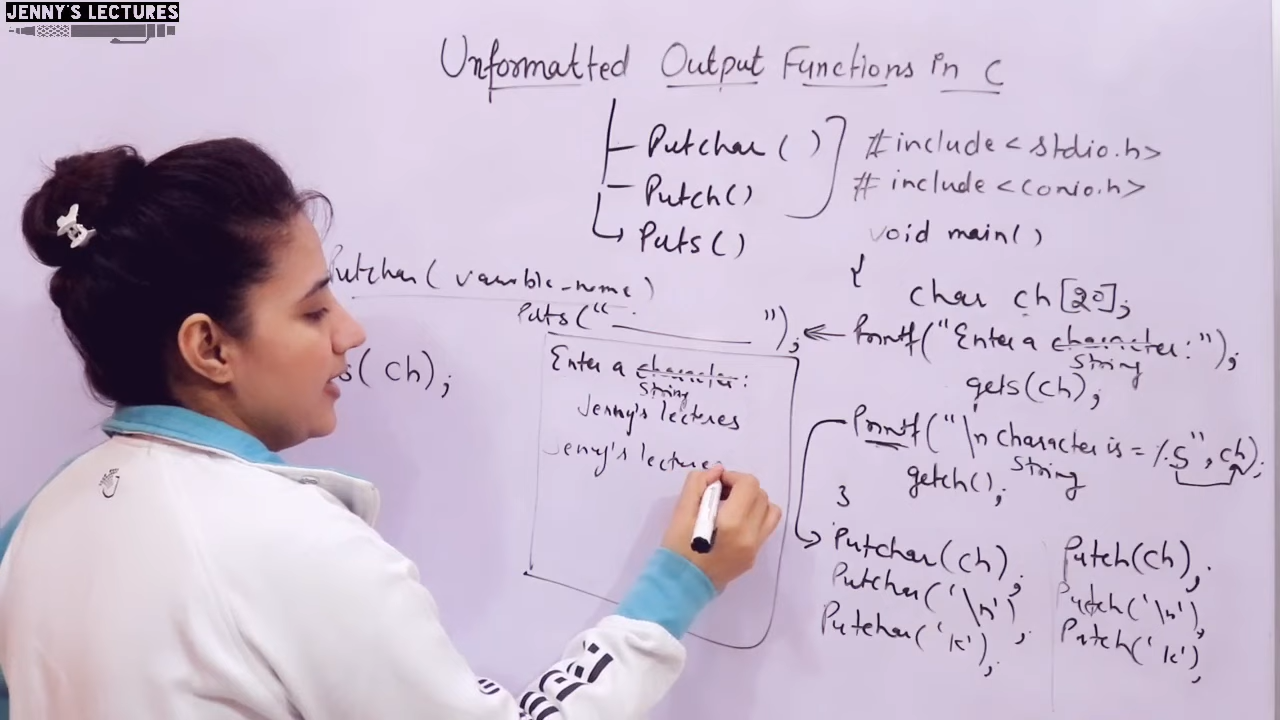 JENNY'S LECTURES
Unformatted Output Functions in C
Putchar ( )
Putch()
Puts ()
#include< stdio.h>
# include <conio.h>
void main( )
{
char ch [20];
Printf("Enter a character:");
String
gets(ch);
Printf("\n character is = %s", ch);
String
getch();
}
Putchar( variable-name)
Puts(" ");
s( ch);
Enter a character:
String
Jenny's lectures
Jenny's lectures
Putchar(ch);
Putchar('\n');
Putchar('k');
Putch(ch);
Putch('\n');
Putch('k');